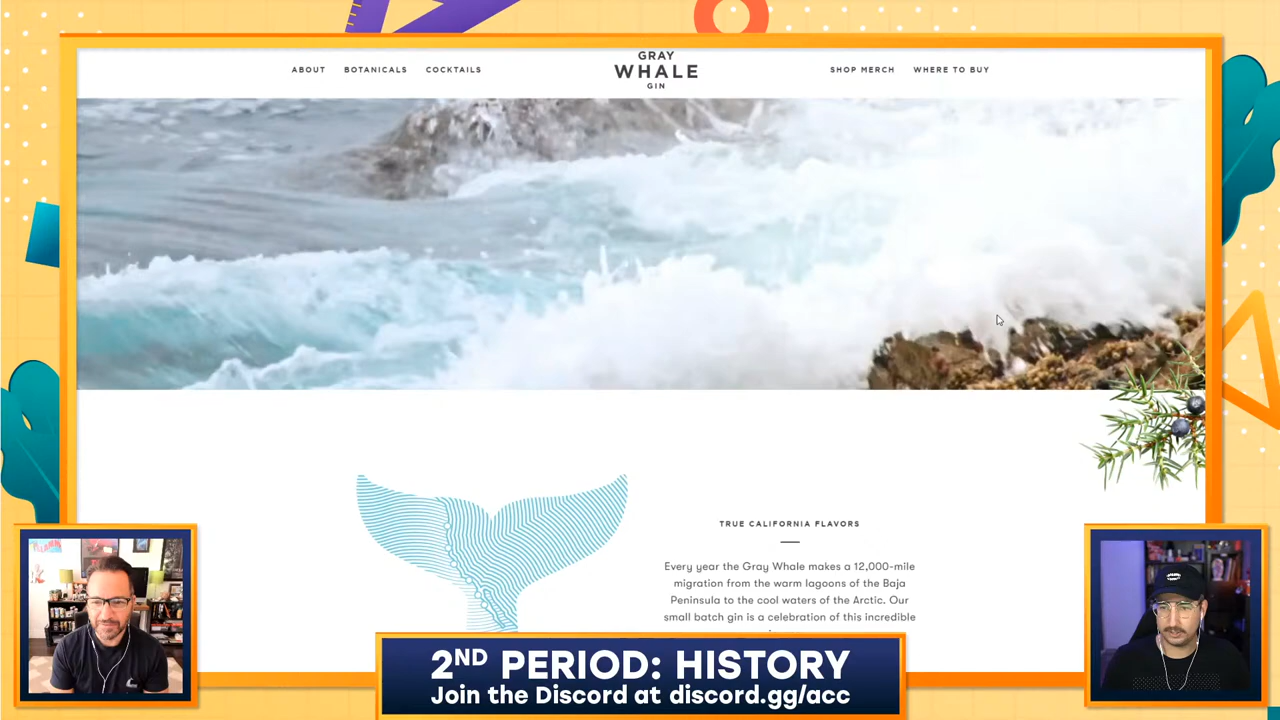 ABOUT BOTANICALS COCKTAILS
GRAY
WHALE
GIN
SHOP MERCH WHERE TO BUY
TRUE CALIFORNIA FLAVORS
Every year the Gray Whale makes a 12,000-mile
migration from the warm lagoons of the Baja
Peninsula to the cool waters of the Arctic. Our
small batch gin is a celebration of this incredible
2ND PERIOD: HISTORY
Join the Discord at discord.gg/acc